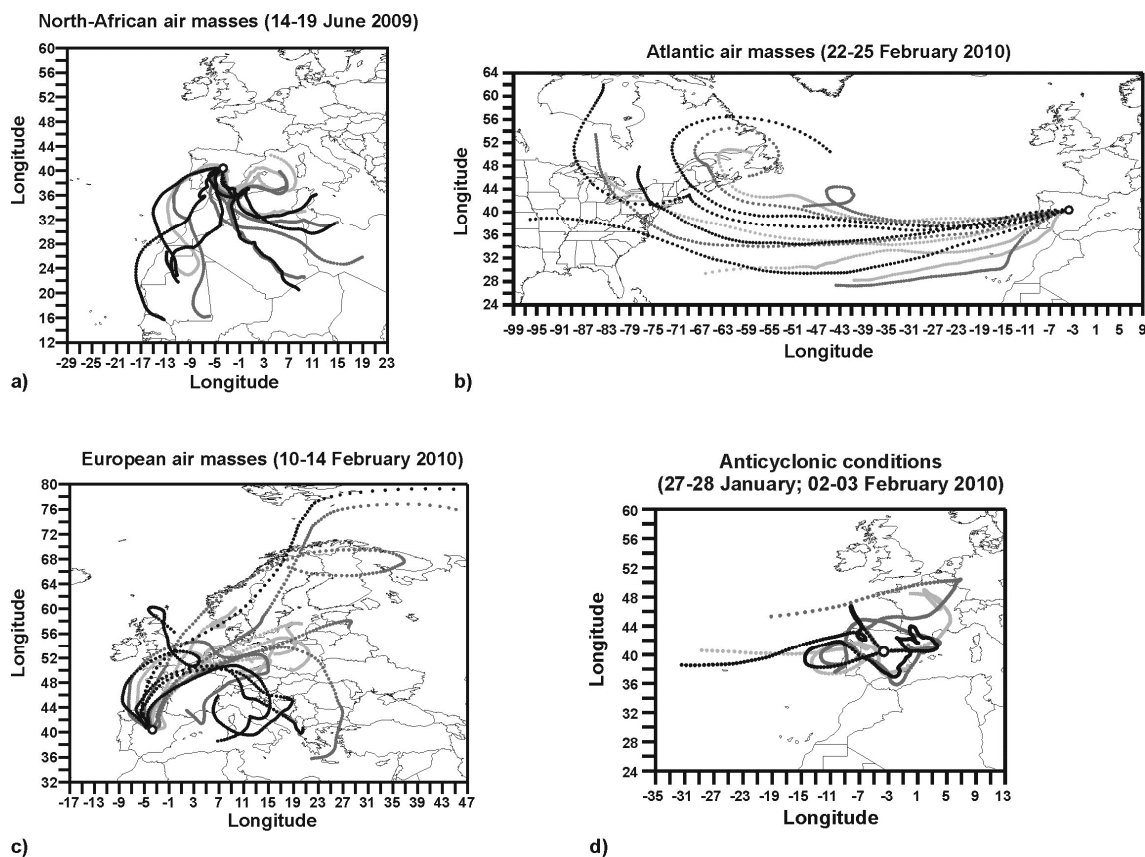 North-African air masses (14-19 June 2009)
60
56
52
48
44
40
36
32
28
24
20
16
12
Longitude
-29 -25 -21 -17 -13 -9 -5 -1 3 7 11 15 19 23
Longitude
a)
Atlantic air masses (22-25 February 2010)
64
60
56
52
48
44
40
36
32
28
24
Longitude
-99 -95 -91 -87 -83 -79 -75 -71 -67 -63 -59 -55 -51 -47 -43 -39 -35 -31 -27 -23 -19 -15 -11 -7 -3 1 5 9
Longitude
b)
European air masses (10-14 February 2010)
80
76
72
68
64
60
56
52
48
44
40
36
32
Longitude
-17 -13 -9 -5 -1 3 7 11 15 19 23 27 31 35 39 43 47
Longitude
c)
Anticyclonic conditions
(27-28 January; 02-03 February 2010)
60
56
52
48
44
40
36
32
28
24
Longitude
-35 -31 -27 -23 -19 -15 -11 -7 -3 1 5 9 13
Longitude
d)